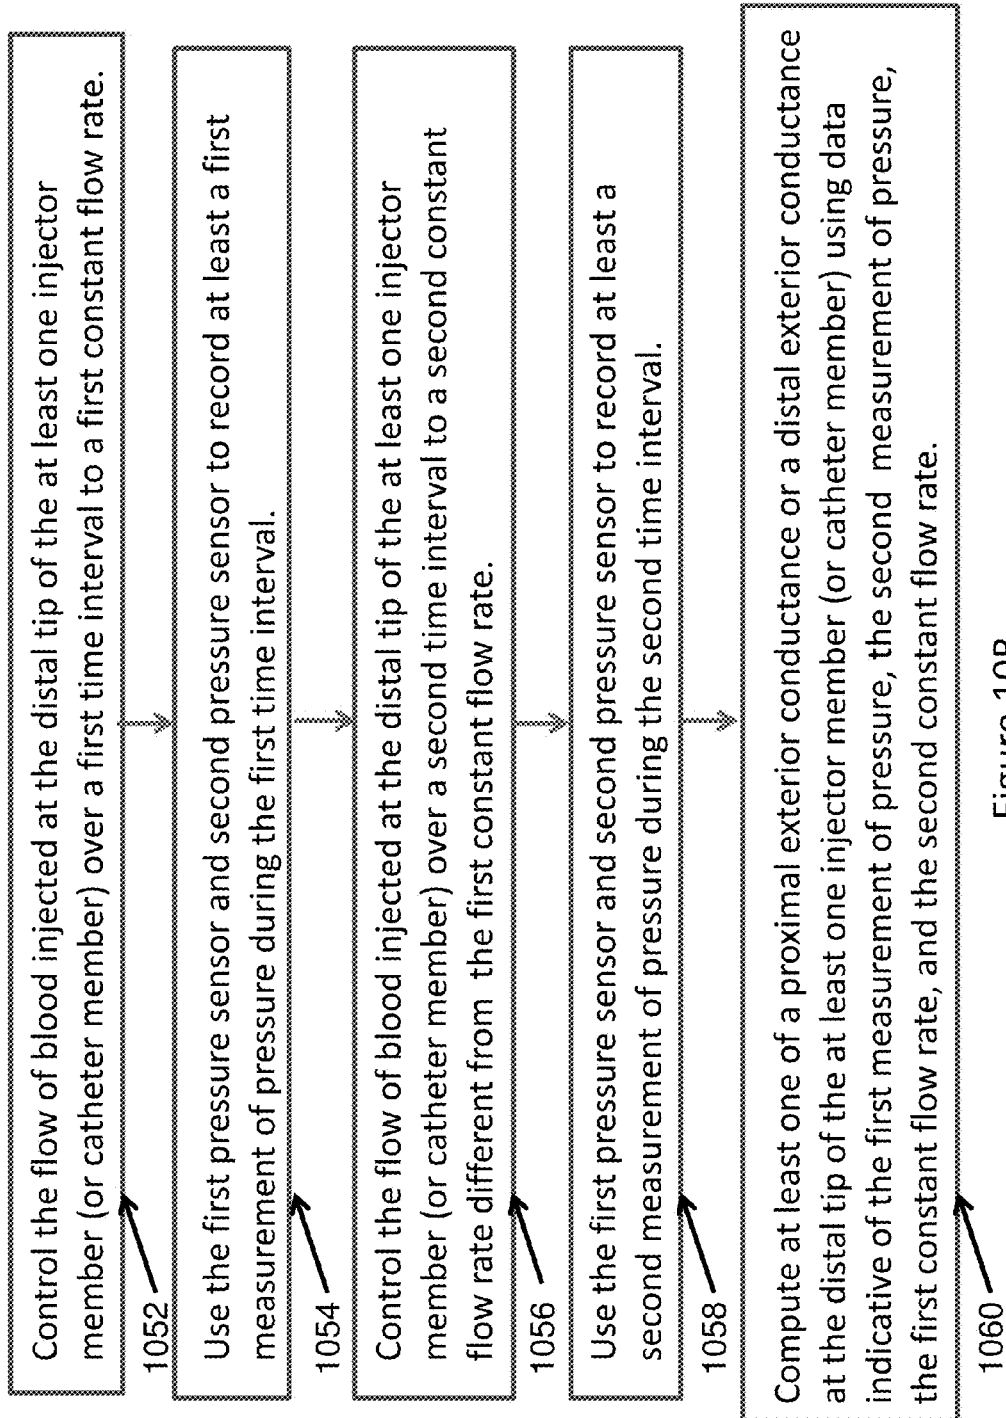 Control the flow of blood injected at the distal tip of the at least one injector
member (or catheter member) over a first time interval to a first constant flow rate.
1052
Use the first pressure sensor and second pressure sensor to record at least a first
measurement of pressure during the first time interval.
1054
Control the flow of blood injected at the distal tip of the at least one injector
member (or catheter member) over a second time interval to a second constant
flow rate different from the first constant flow rate.
1056
Use the first pressure sensor and second pressure sensor to record at least a
second measurement of pressure during the second time interval.
1058
Compute at least one of a proximal exterior conductance or a distal exterior conductance
at the distal tip of the at least one injector member (or catheter member) using data
indicative of the first measurement of pressure, the second measurement of pressure,
the first constant flow rate, and the second constant flow rate.
1060
Figure 10B